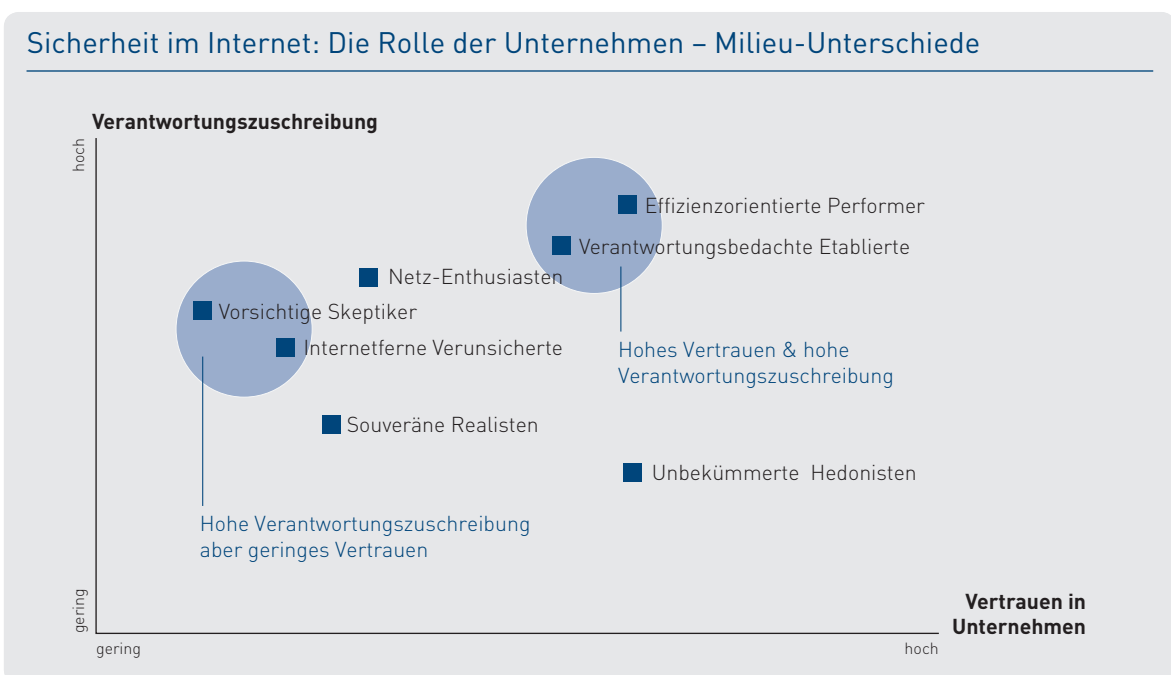 Sicherheit im Internet: Die Rolle der Unternehmen – Milieu-Unterschiede
Verantwortungszuschreibung
hoch
Effizienzorientierte Performer
Verantwortungsbedachte Etablierte
Netz-Enthusiasten
Vorsichtige Skeptiker
Internetferne Verunsicherte
Hohes Vertrauen & hohe
Verantwortungszuschreibung
Souveräne Realisten
Unbekümmerte Hedonisten
Hohe Verantwortungszuschreibung
aber geringes Vertrauen
gering
Vertrauen in
Unternehmen
gering
hoch